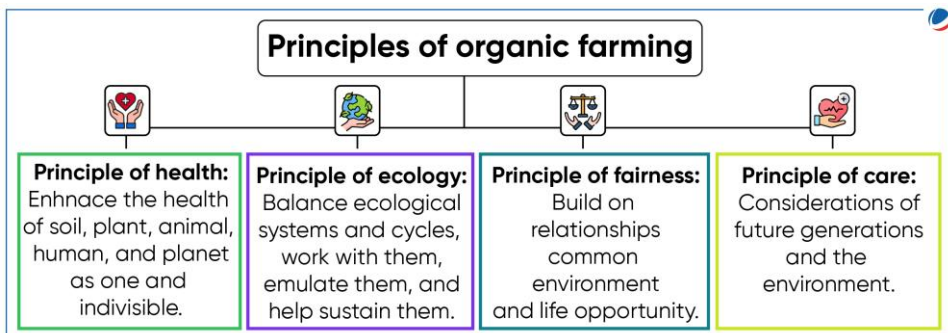 Principles of organic farming
Principle of health:
Enhnace the health
of soil, plant, animal,
human, and planet
as one and
indivisible.
Principle of ecology:
Balance ecological
systems and cycles,
work with them,
emulate them, and
help sustain them.
Principle of fairness:
Build on
relationships
common
environment
and life opportunity.
Principle of care:
Considerations of
future generations
and the
environment.